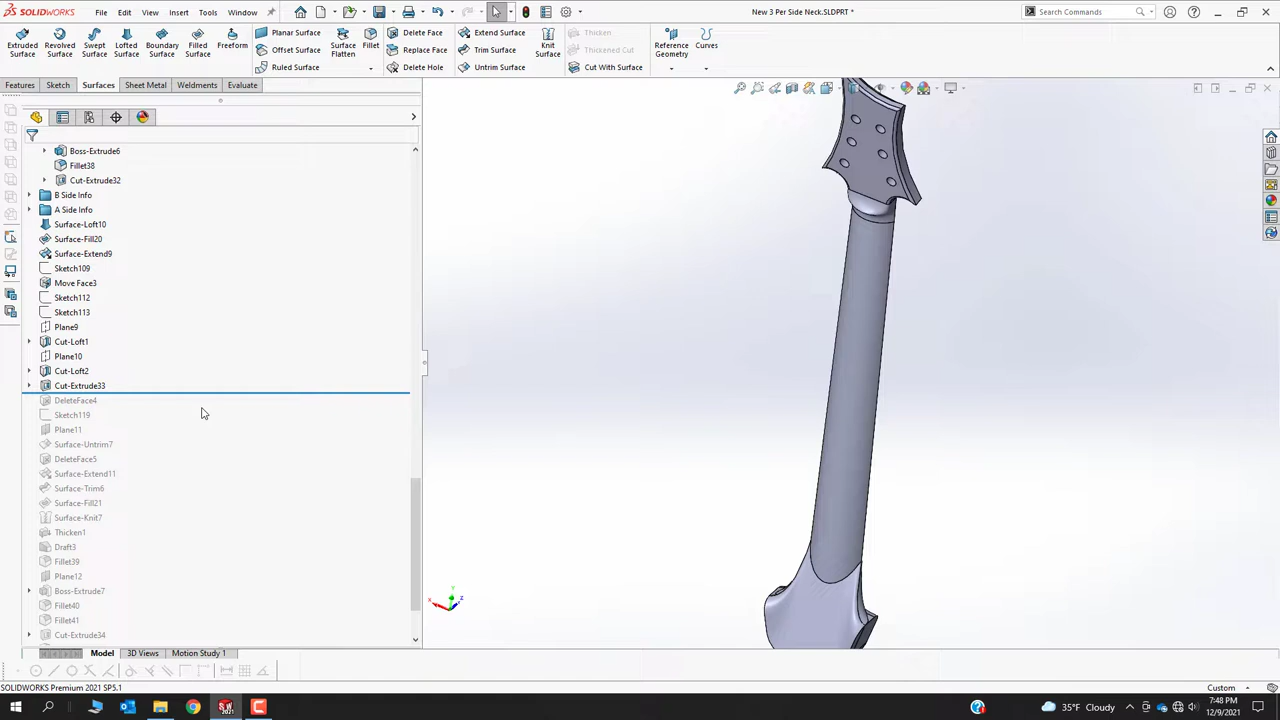 SOLIDWORKS File Edit View Insert Tools Window New 3 Per Side Neck.SLDPRT Search Commands
Extruded Surface
Revolved Surface
Swept Surface
Lofted Surface
Boundary Surface
Filled Surface
Freeform
Planar Surface
Offset Surface
Ruled Surface
Surface Flatten
Fillet
Delete Face
Replace Face
Delete Hole
Extend Surface
Trim Surface
Untrim Surface
Knit Surface
Thicken
Thickened Cut
Cut With Surface
Reference Geometry
Curves
Features Sketch Surfaces Sheet Metal Weldments Evaluate
Boss-Extrude6
Fillet38
Cut-Extrude32
B Side Info
A Side Info
Surface-Loft10
Surface-Fill20
Surface-Extend9
Sketch109
Move Face3
Sketch112
Sketch113
Plane9
Cut-Loft1
Plane10
Cut-Loft2
Cut-Extrude33
DeleteFace4
Sketch119
Plane11
Surface-Untrim7
DeleteFace5
Surface-Extend11
Surface-Trim6
Surface-Fill21
Surface-Knit7
Thicken1
Draft3
Fillet39
Plane12
Boss-Extrude7
Fillet40
Fillet41
Cut-Extrude34
Model 3D Views Motion Study 1
SOLIDWORKS Premium 2021 SP5.1 Custom
35°F Cloudy 7:48 PM
12/9/2021